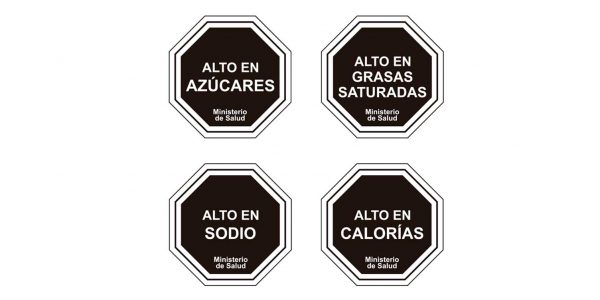 ALTO EN
AZÚCARES
Ministerio
de Salud
ALTO EN
GRASAS
SATURADAS
Ministerio
de Salud
ALTO EN
SODIO
Ministerio
de Salud
ALTO EN
CALORÍAS
Ministerio
de Salud